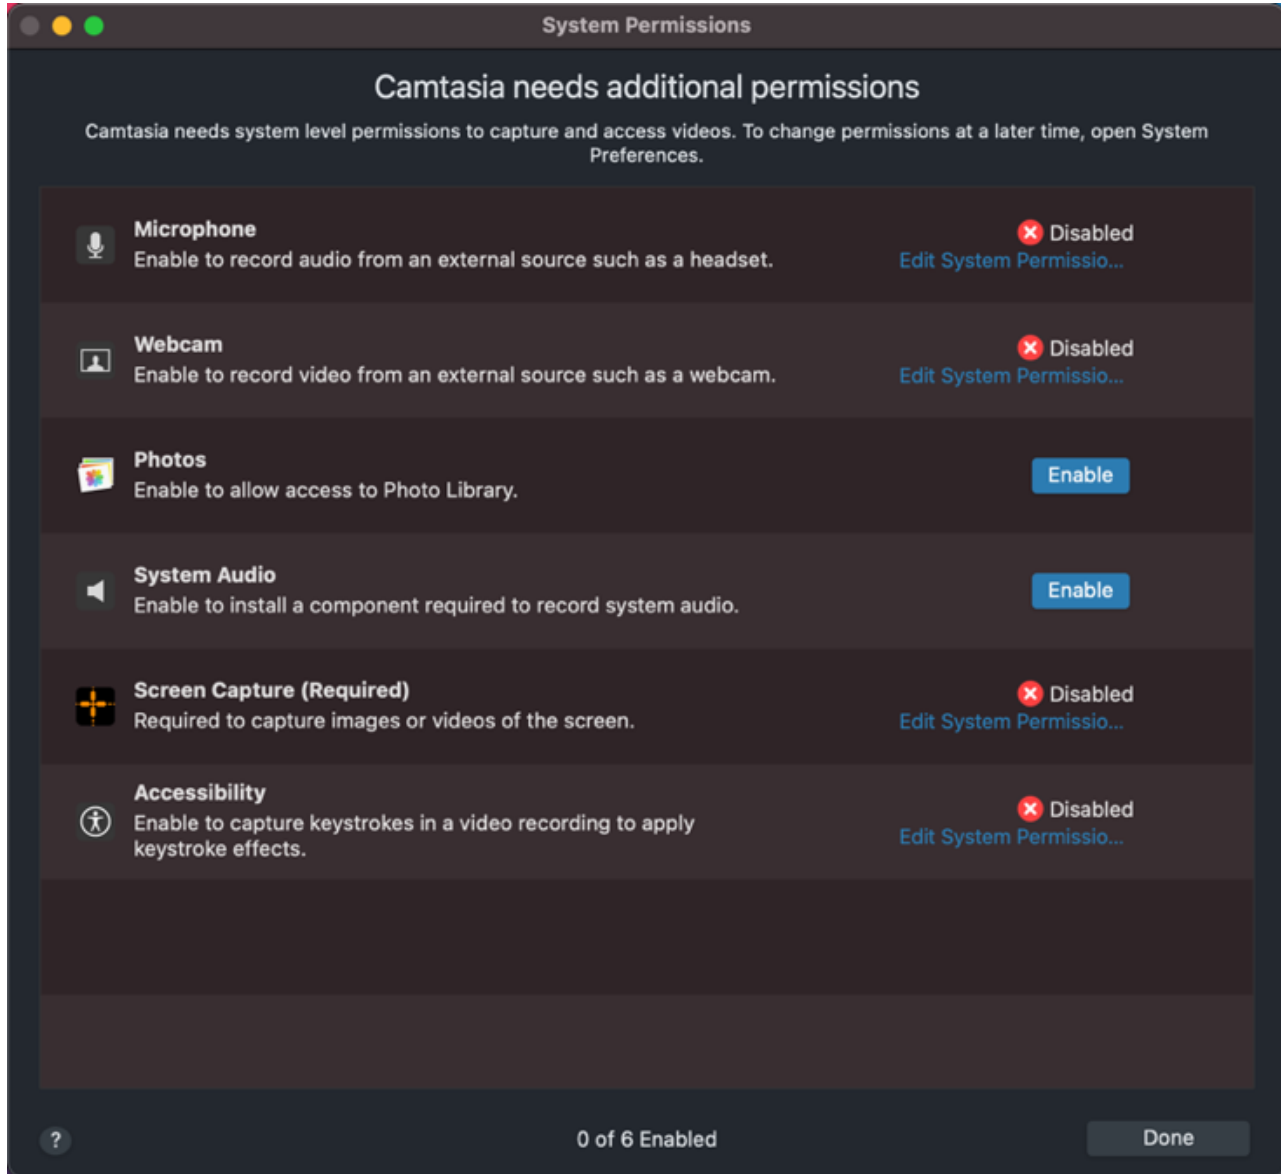 System Permissions
Camtasia needs additional permissions
Camtasia needs system level permissions to capture and access videos. To change permissions at a later time, open System
Preferences.
Microphone
Enable to record audio from an external source such as a headset.
Disabled
Edit System Permissio...
Webcam
Enable to record video from an external source such as a webcam.
Disabled
Edit System Permissio...
Photos
Enable to allow access to Photo Library.
Enable
System Audio
Enable to install a component required to record system audio.
Enable
Screen Capture (Required)
Required to capture images or videos of the screen.
Disabled
Edit System Permissio...
Accessibility
Enable to capture keystrokes in a video recording to apply
keystroke effects.
Disabled
Edit System Permissio...
?
0 of 6 Enabled
Done